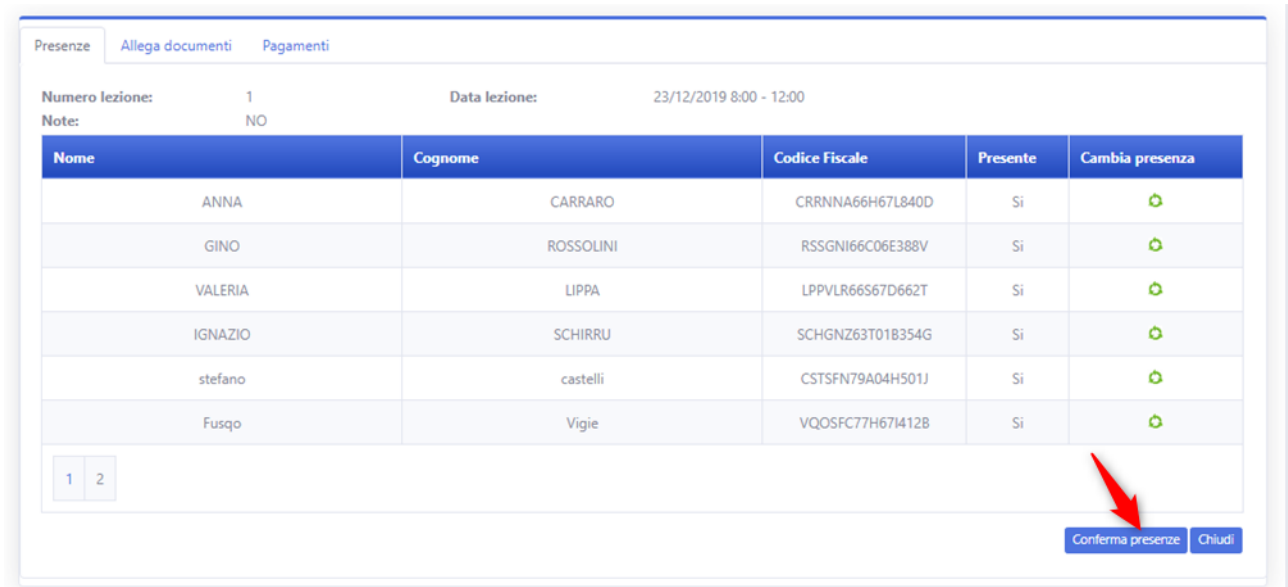 Presenze Allega documenti Pagamenti
Numero lezione: 1 Data lezione: 23/12/2019 8:00 - 12:00
Note: NO
Nome Cognome Codice Fiscale Presente Cambia presenza
ANNA CARRARO CRRNNA66H67L840D Si
GINO ROSSOLINI RSSGNI66C06E388V Si
VALERIA LIPPA LPPVLR66S67D662T Si
IGNAZIO SCHIRRU SCHGNZ63T01B354G Si
stefano castelli CSTSFN79A04H501J Si
Fusqo Vigie VQOSFC77H67I412B Si
1 2
Conferma presenze Chiudi